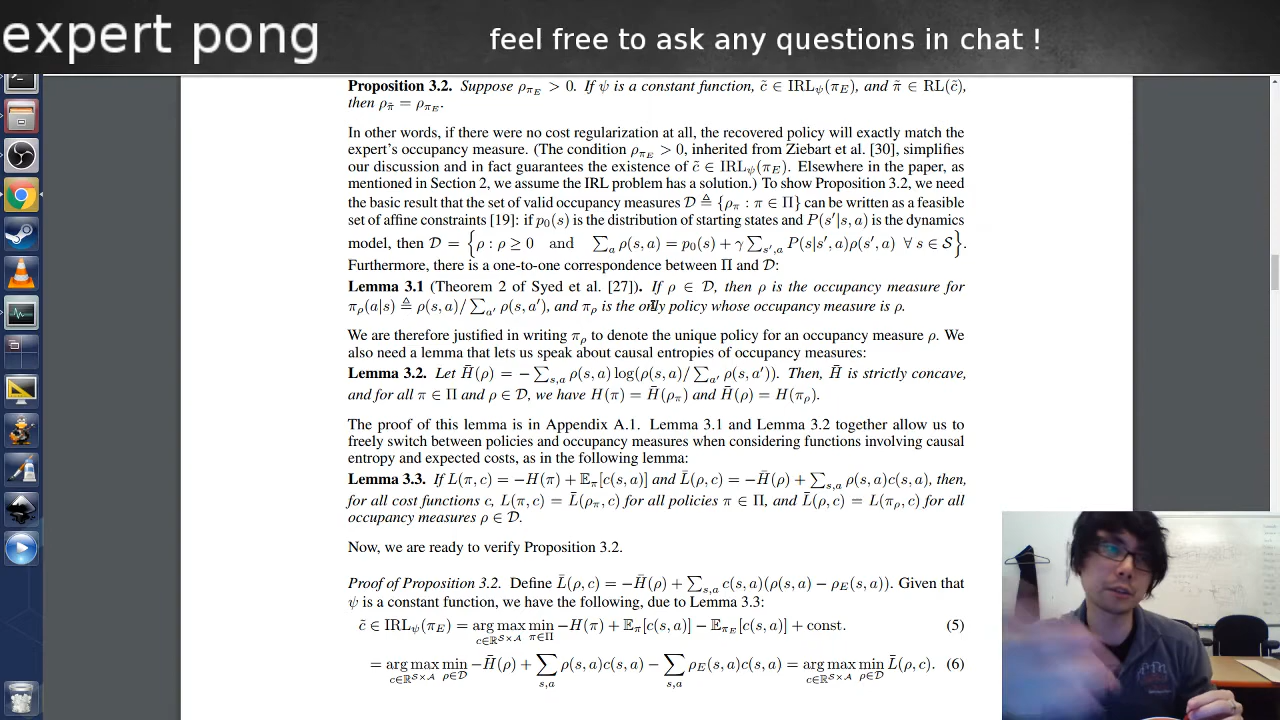 expert pong
feel free to ask any questions in chat !
Proposition 3.2. Suppose ρ_{π_E} > 0. If ψ is a constant function, c̃ ∈ IRL_ψ(π_E), and π̃ ∈ RL(c̃),
then ρ_{π̃} = ρ_{π_E}.
In other words, if there were no cost regularization at all, the recovered policy will exactly match the
expert's occupancy measure. (The condition ρ_{π_E} > 0, inherited from Ziebart et al. [30], simplifies
our discussion and in fact guarantees the existence of c̃ ∈ IRL_ψ(π_E). Elsewhere in the paper, as
mentioned in Section 2, we assume the IRL problem has a solution.) To show Proposition 3.2, we need
the basic result that the set of valid occupancy measures 𝒟 ≜ {ρ_π : π ∈ Π} can be written as a feasible
set of affine constraints [19]: if p_0(s) is the distribution of starting states and P(s′|s, a) is the dynamics
model, then 𝒟 = {ρ : ρ ≥ 0 and ∑_a ρ(s, a) = p_0(s) + γ ∑_{s′,a} P(s|s′, a)ρ(s′, a) ∀ s ∈ 𝒮}.
Furthermore, there is a one-to-one correspondence between Π and 𝒟:
Lemma 3.1 (Theorem 2 of Syed et al. [27]). If ρ ∈ 𝒟, then ρ is the occupancy measure for
π_ρ(a|s) ≜ ρ(s, a)/ ∑_{a′} ρ(s, a′), and π_ρ is the only policy whose occupancy measure is ρ.
We are therefore justified in writing π_ρ to denote the unique policy for an occupancy measure ρ. We
also need a lemma that lets us speak about causal entropies of occupancy measures:
Lemma 3.2. Let H̄(ρ) = −∑_{s,a} ρ(s, a) log(ρ(s, a)/ ∑_{a′} ρ(s, a′)). Then, H̄ is strictly concave,
and for all π ∈ Π and ρ ∈ 𝒟, we have H(π) = H̄(ρ_π) and H̄(ρ) = H(π_ρ).
The proof of this lemma is in Appendix A.1. Lemma 3.1 and Lemma 3.2 together allow us to
freely switch between policies and occupancy measures when considering functions involving causal
entropy and expected costs, as in the following lemma:
Lemma 3.3. If L(π, c) = −H(π) + 𝔼_π[c(s, a)] and L̄(ρ, c) = −H̄(ρ) + ∑_{s,a} ρ(s, a)c(s, a), then,
for all cost functions c, L(π, c) = L̄(ρ_π, c) for all policies π ∈ Π, and L̄(ρ, c) = L(π_ρ, c) for all
occupancy measures ρ ∈ 𝒟.
Now, we are ready to verify Proposition 3.2.
Proof of Proposition 3.2. Define L̄(ρ, c) = −H̄(ρ) + ∑_{s,a} c(s, a)(ρ(s, a) − ρ_E(s, a)). Given that
ψ is a constant function, we have the following, due to Lemma 3.3:
c̃ ∈ IRL_ψ(π_E) = arg max_{c∈ℝ^{𝒮×𝒜}} min_{π∈Π} −H(π) + 𝔼_π[c(s, a)] − 𝔼_{π_E}[c(s, a)] + const. (5)
= arg max_{c∈ℝ^{𝒮×𝒜}} min_{ρ∈𝒟} −H̄(ρ) + ∑_{s,a} ρ(s, a)c(s, a) − ∑_{s,a} ρ_E(s, a)c(s, a) = arg max_{c∈ℝ^{𝒮×𝒜}} min_{ρ∈𝒟} L̄(ρ, c). (6)